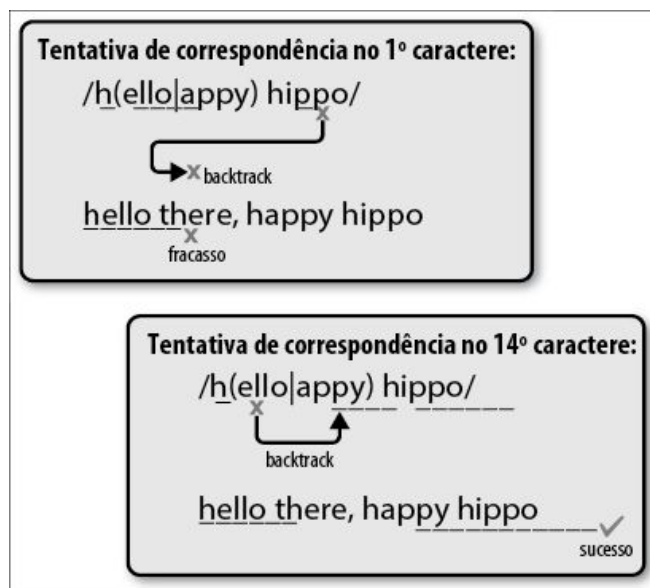 Tentativa de correspondência no 1º caractere:
/h(ello|appy) hippo/
x
x backtrack
hello there, happy hippo
x
fracasso
Tentativa de correspondência no 14º caractere:
/h(ello|appy) hippo/
x
backtrack
hello there, happy hippo
sucesso